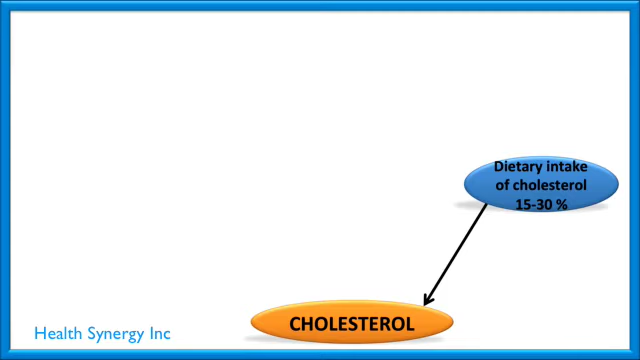 Dietary intake
of cholesterol
15-30 %
CHOLESTEROL
Health Synergy Inc